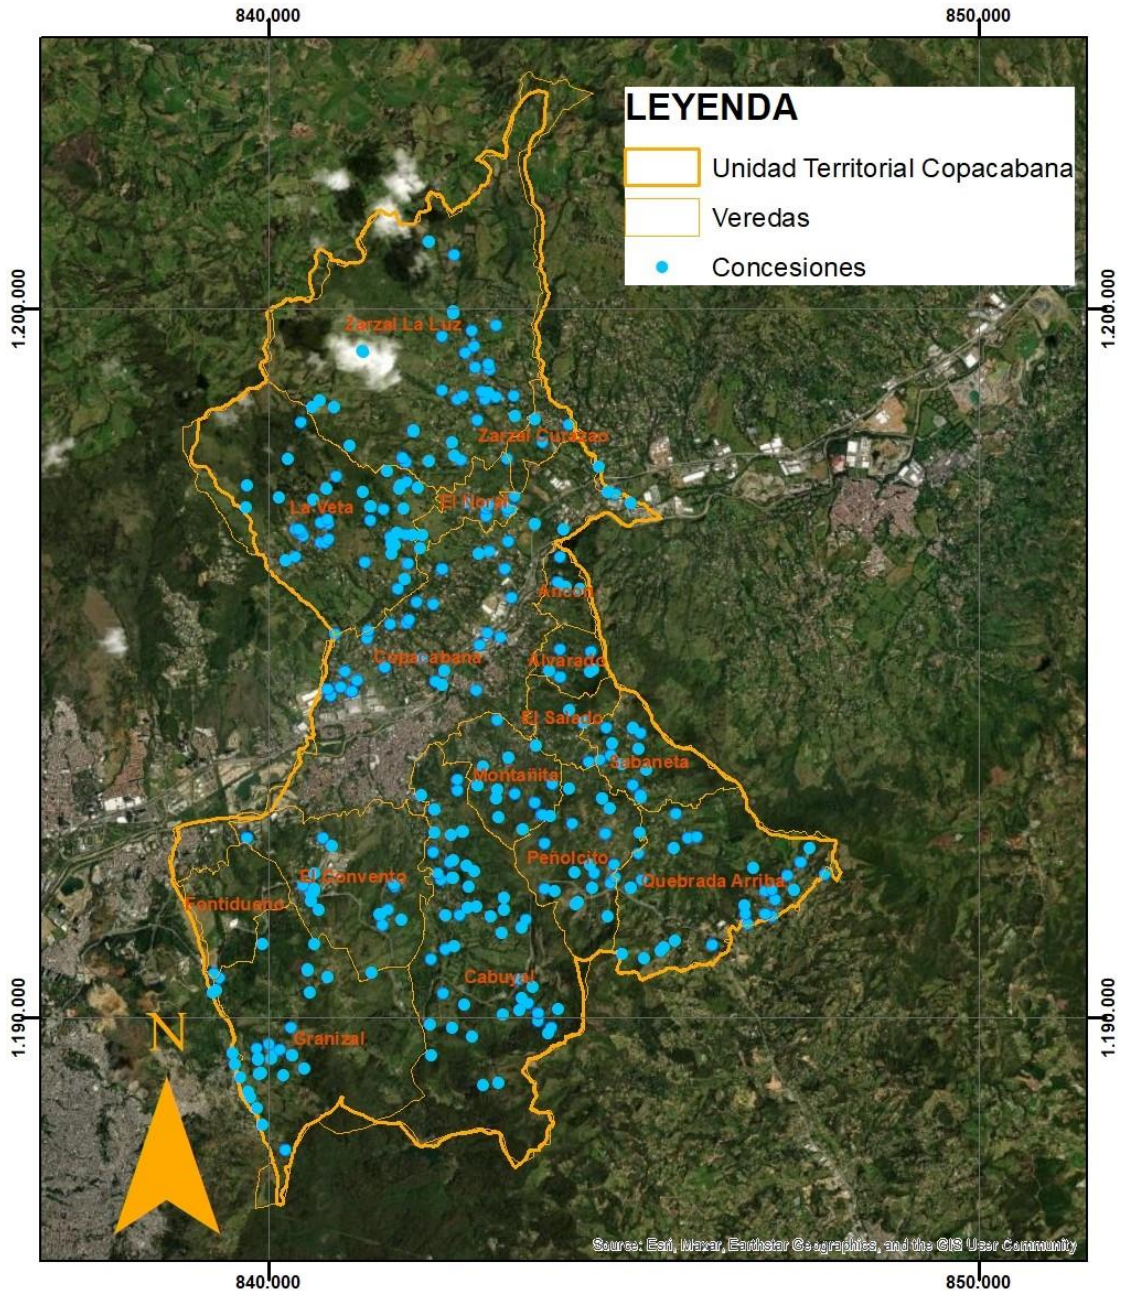 840.000
850.000
LEYENDA
Unidad Territorial Copacabana
Veredas
Concesiones
1.200.000
1.200.000
Zarzal La Luz
Zarzal Curazao
El Noral
La Veta
Ancón
Copacabana
Alvarado
El Salado
Sabaneta
Montañita
Peñolcito
El Convento
Quebrada Arriba
Fontidueño
Cabuyal
1.190.000
1.190.000
N
Granizal
Source: Esri, Maxar, Earthstar Geographics, and the GIS User Community
840.000
850.000